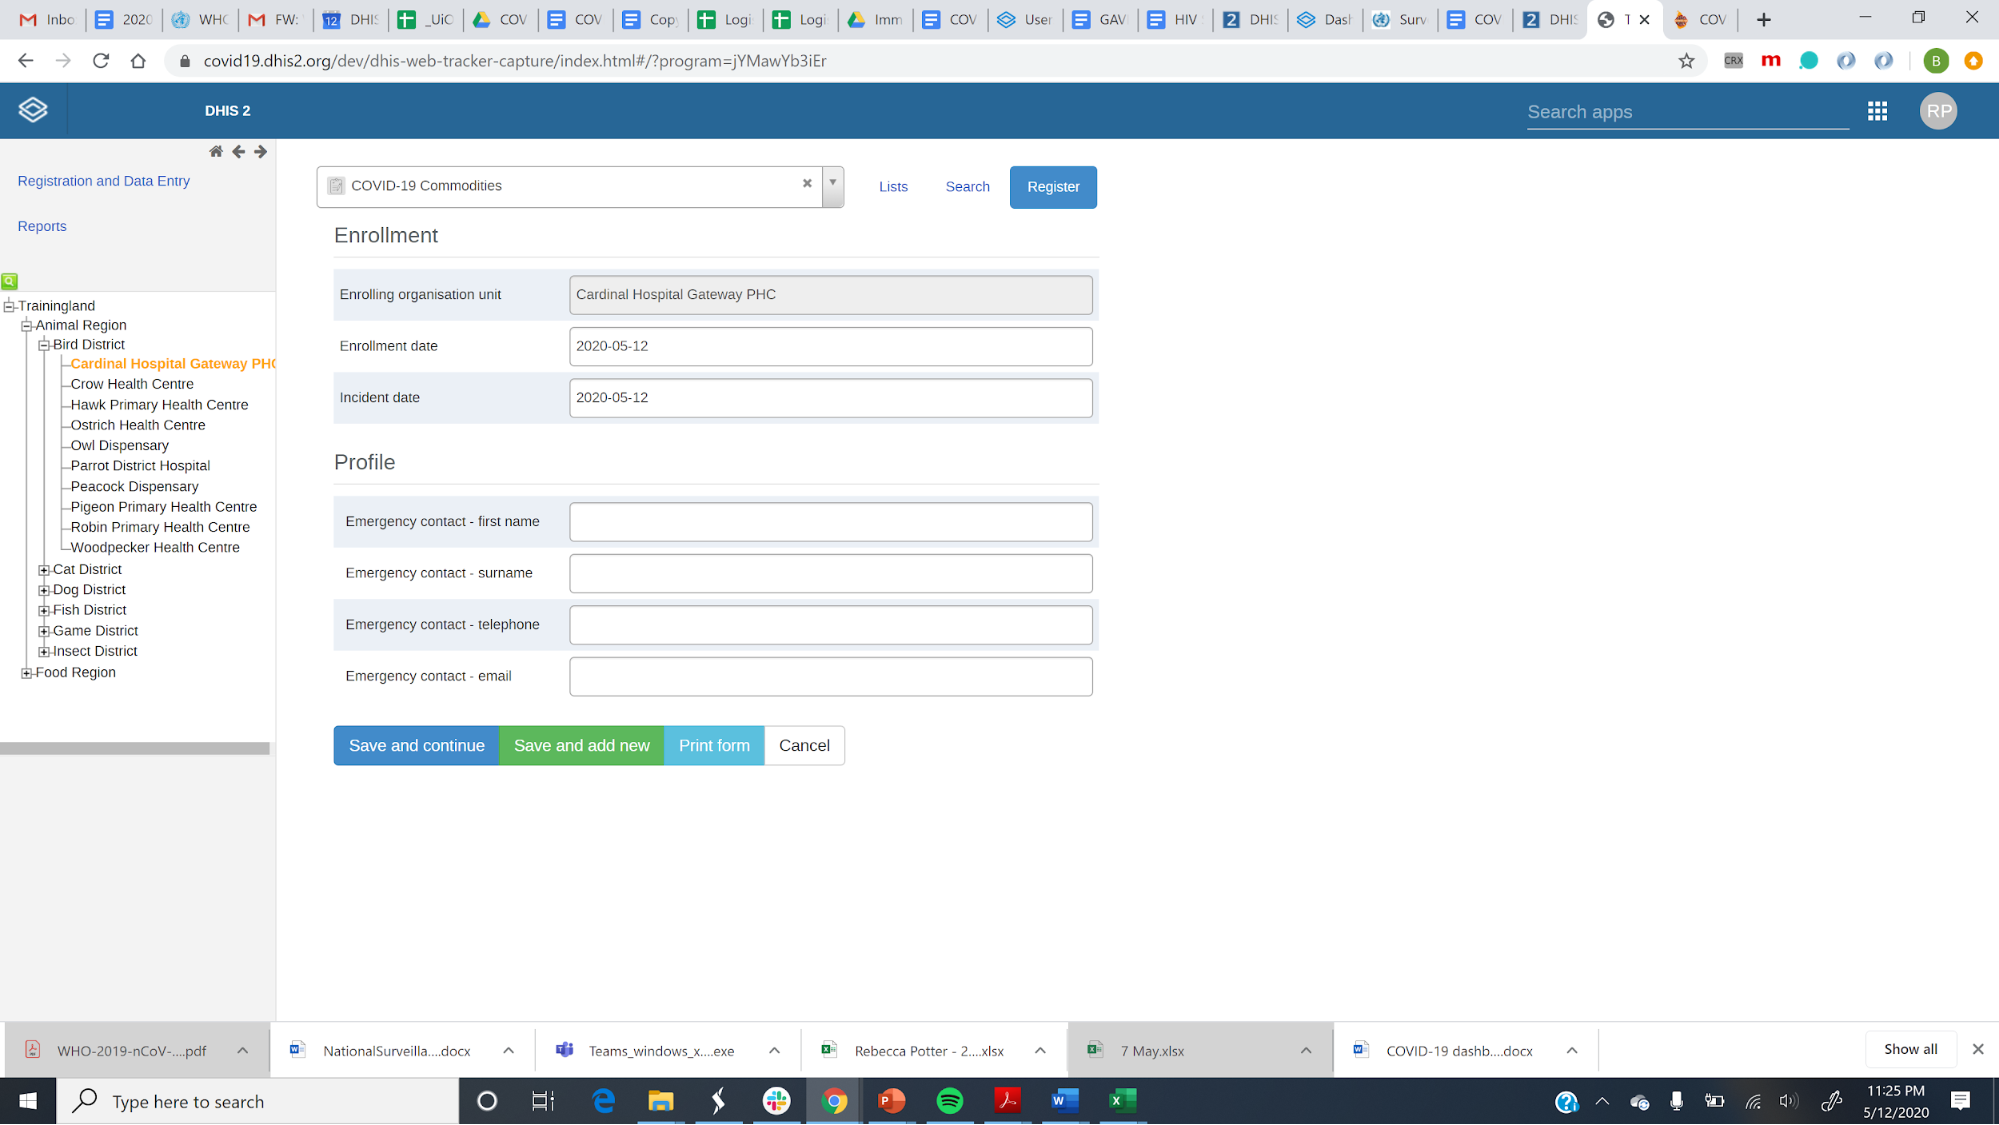 Inbo
2020
WHO
FW:
12 DHIS
_UiO
COV
COV
Cop
Logi
Logi
Imm
COV
User
GAV
HIV
2 DHIS
Dash
Surv
COV
2 DHIS
T
COV
covid19.dhis2.org/dev/dhis-web-tracker-capture/index.html#/?program=jYMawYb3iEr
CRX
m
B
DHIS 2
Search apps
RP
Registration and Data Entry
Reports
Trainingland
Animal Region
Bird District
Cardinal Hospital Gateway PHC
Crow Health Centre
Hawk Primary Health Centre
Ostrich Health Centre
Owl Dispensary
Parrot District Hospital
Peacock Dispensary
Pigeon Primary Health Centre
Robin Primary Health Centre
Woodpecker Health Centre
Cat District
Dog District
Fish District
Game District
Insect District
Food Region
COVID-19 Commodities
Lists
Search
Register
Enrollment
Enrolling organisation unit
Cardinal Hospital Gateway PHC
Enrollment date
2020-05-12
Incident date
2020-05-12
Profile
Emergency contact - first name
Emergency contact - surname
Emergency contact - telephone
Emergency contact - email
Save and continue
Save and add new
Print form
Cancel
WHO-2019-nCoV-....pdf
NationalSurveilla....docx
Teams_windows_x....exe
Rebecca Potter - 2....xlsx
7 May.xlsx
COVID-19 dashb....docx
Show all
Type here to search
11:25 PM
5/12/2020